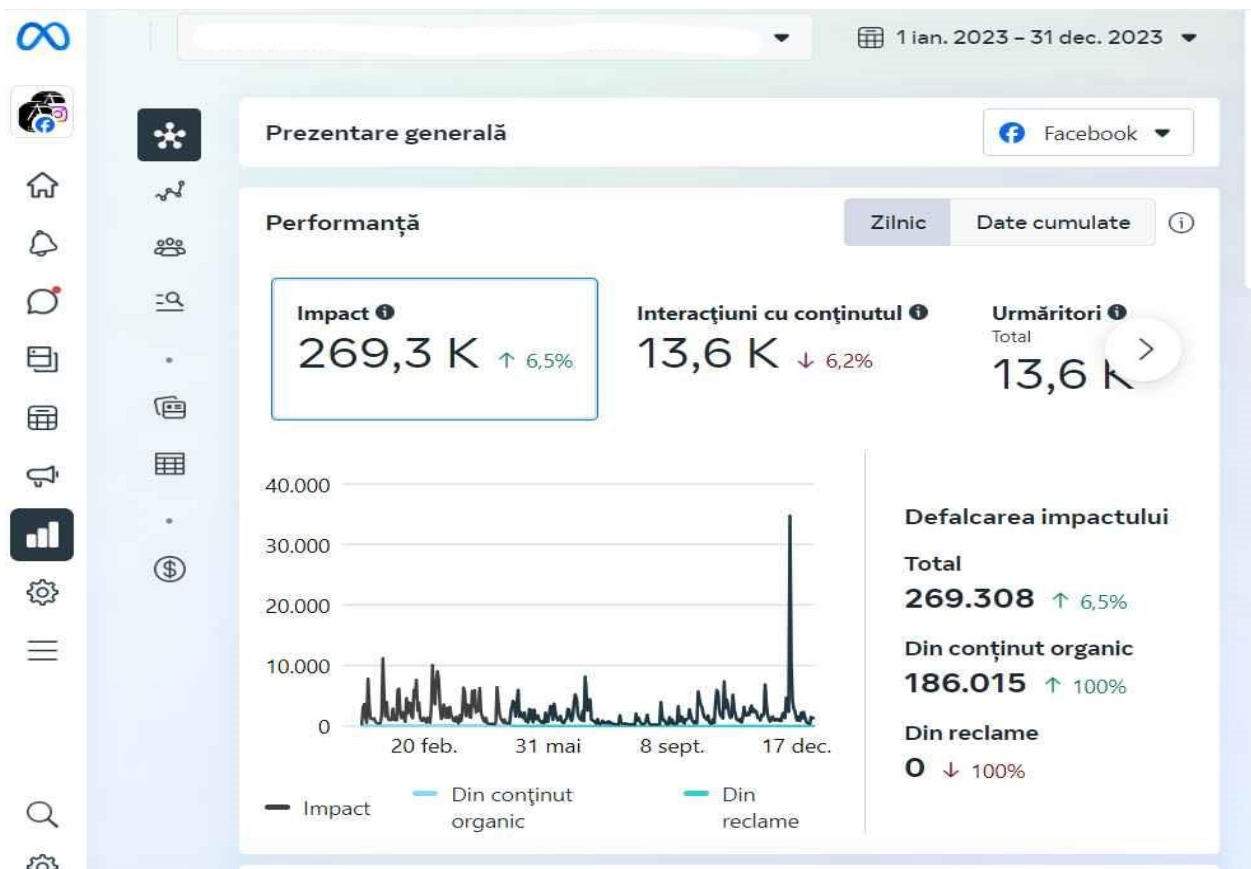 1 ian. 2023 – 31 dec. 2023
Prezentare generală
Facebook
Performanță
Zilnic
Date cumulate
Impact
269,3 K ↑ 6,5%
Interacţiuni cu conţinutul
13,6 K ↓ 6,2%
Urmăritori
Total
13,6 K
40.000
30.000
20.000
10.000
0
20 feb.
31 mai
8 sept.
17 dec.
Impact
Din conţinut
organic
Din
reclame
Defalcarea impactului
Total
269.308 ↑ 6,5%
Din conținut organic
186.015 ↑ 100%
Din reclame
0 ↓ 100%